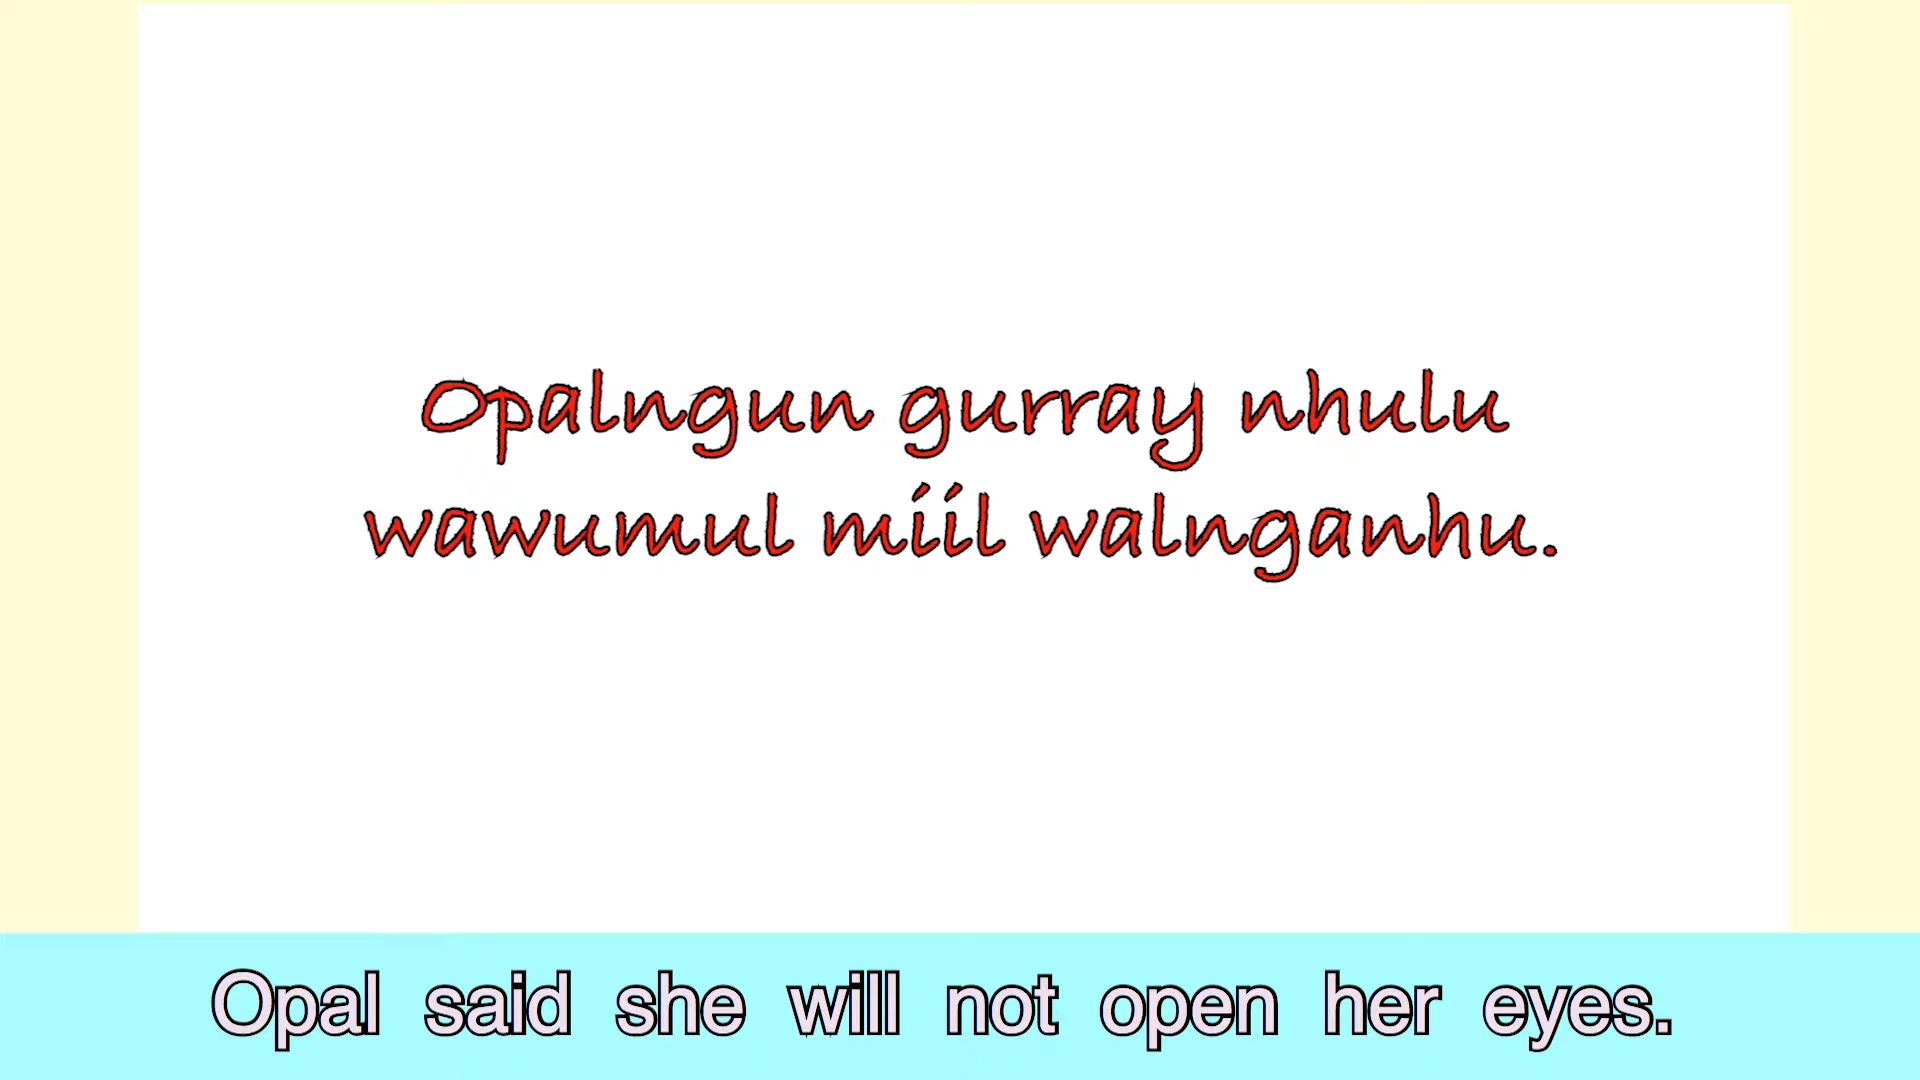 Opalngun gurray nhulu
wawumul miil walnganhu.
Opal said she will not open her eyes.